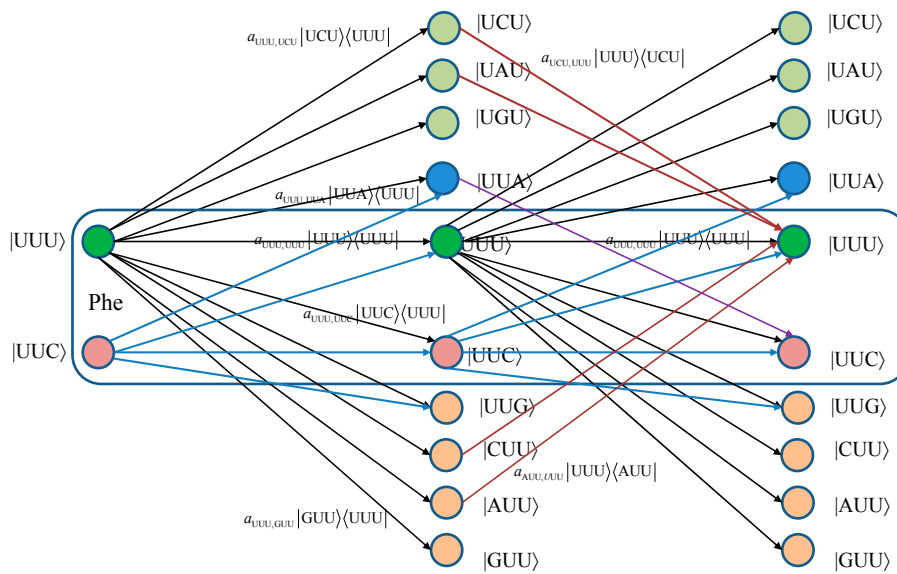 |UCU⟩ |UCU⟩
a_UUU,UCU |UCU⟩⟨UUU| a_UCU,UUU |UUU⟩⟨UCU|
|UAU⟩ |UAU⟩
|UGU⟩ |UGU⟩
|UUA⟩ |UUA⟩
a_UUU,UUA |UUA⟩⟨UUU|
|UUU⟩ a_UUU,UUU |UUU⟩⟨UUU| |UUU⟩ a_UUU,UUU |UUU⟩⟨UUU| |UUU⟩
Phe
a_UUU,UUC |UUC⟩⟨UUU|
|UUC⟩ |UUC⟩ |UUC⟩
|UUG⟩ |UUG⟩
|CUU⟩ |CUU⟩
a_AUU,UUU |UUU⟩⟨AUU|
|AUU⟩ |AUU⟩
a_UUU,GUU |GUU⟩⟨UUU|
|GUU⟩ |GUU⟩